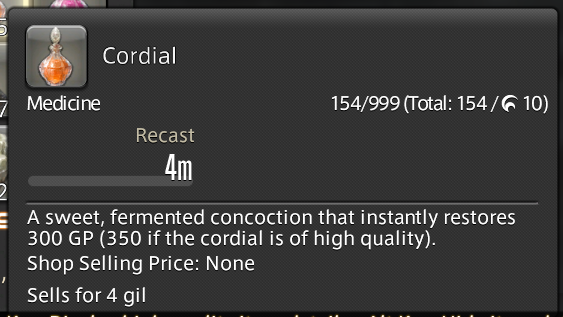 Cordial
Medicine
154/999 (Total: 154 / 10)
Recast
4m
A sweet, fermented concoction that instantly restores
300 GP (350 if the cordial is of high quality).
Shop Selling Price: None
Sells for 4 gil